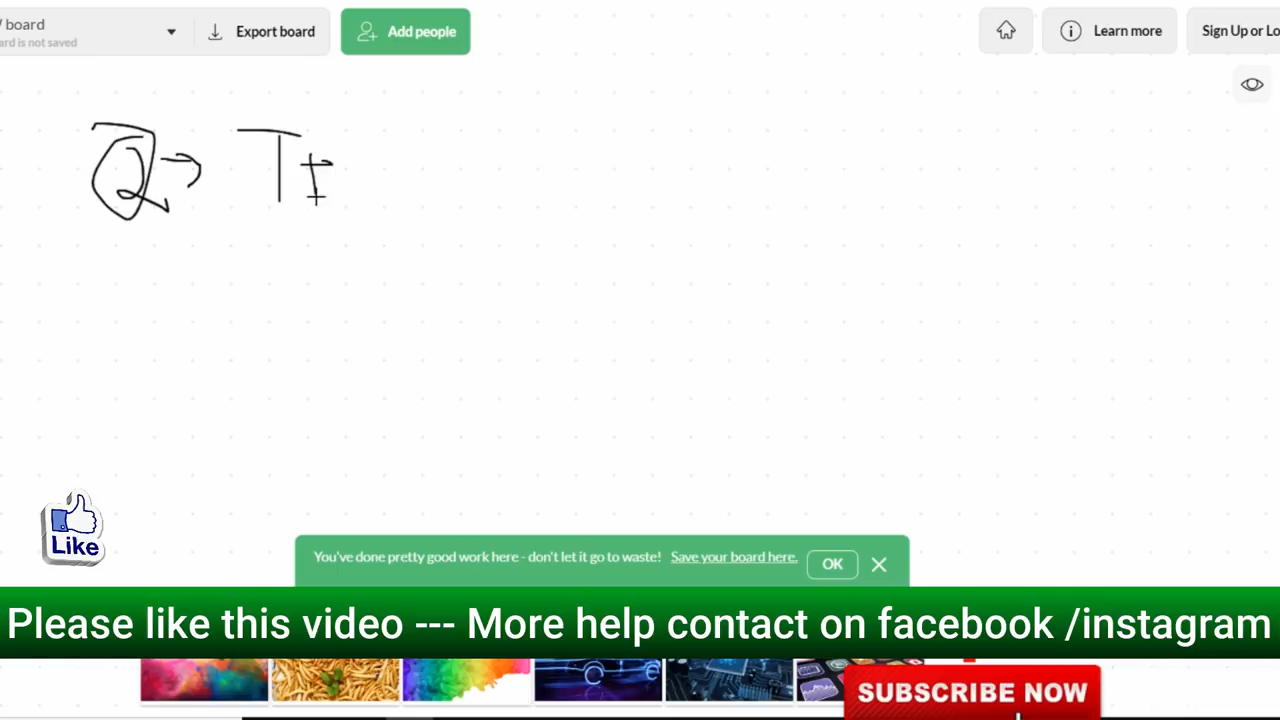 board
Export board
Add people
Learn more
Sign Up or Lo
ard is not saved
Like
You've done pretty good work here - don't let it go to waste! Save your board here. OK
Please like this video --- More help contact on facebook /instagram
SUBSCRIBE NOW